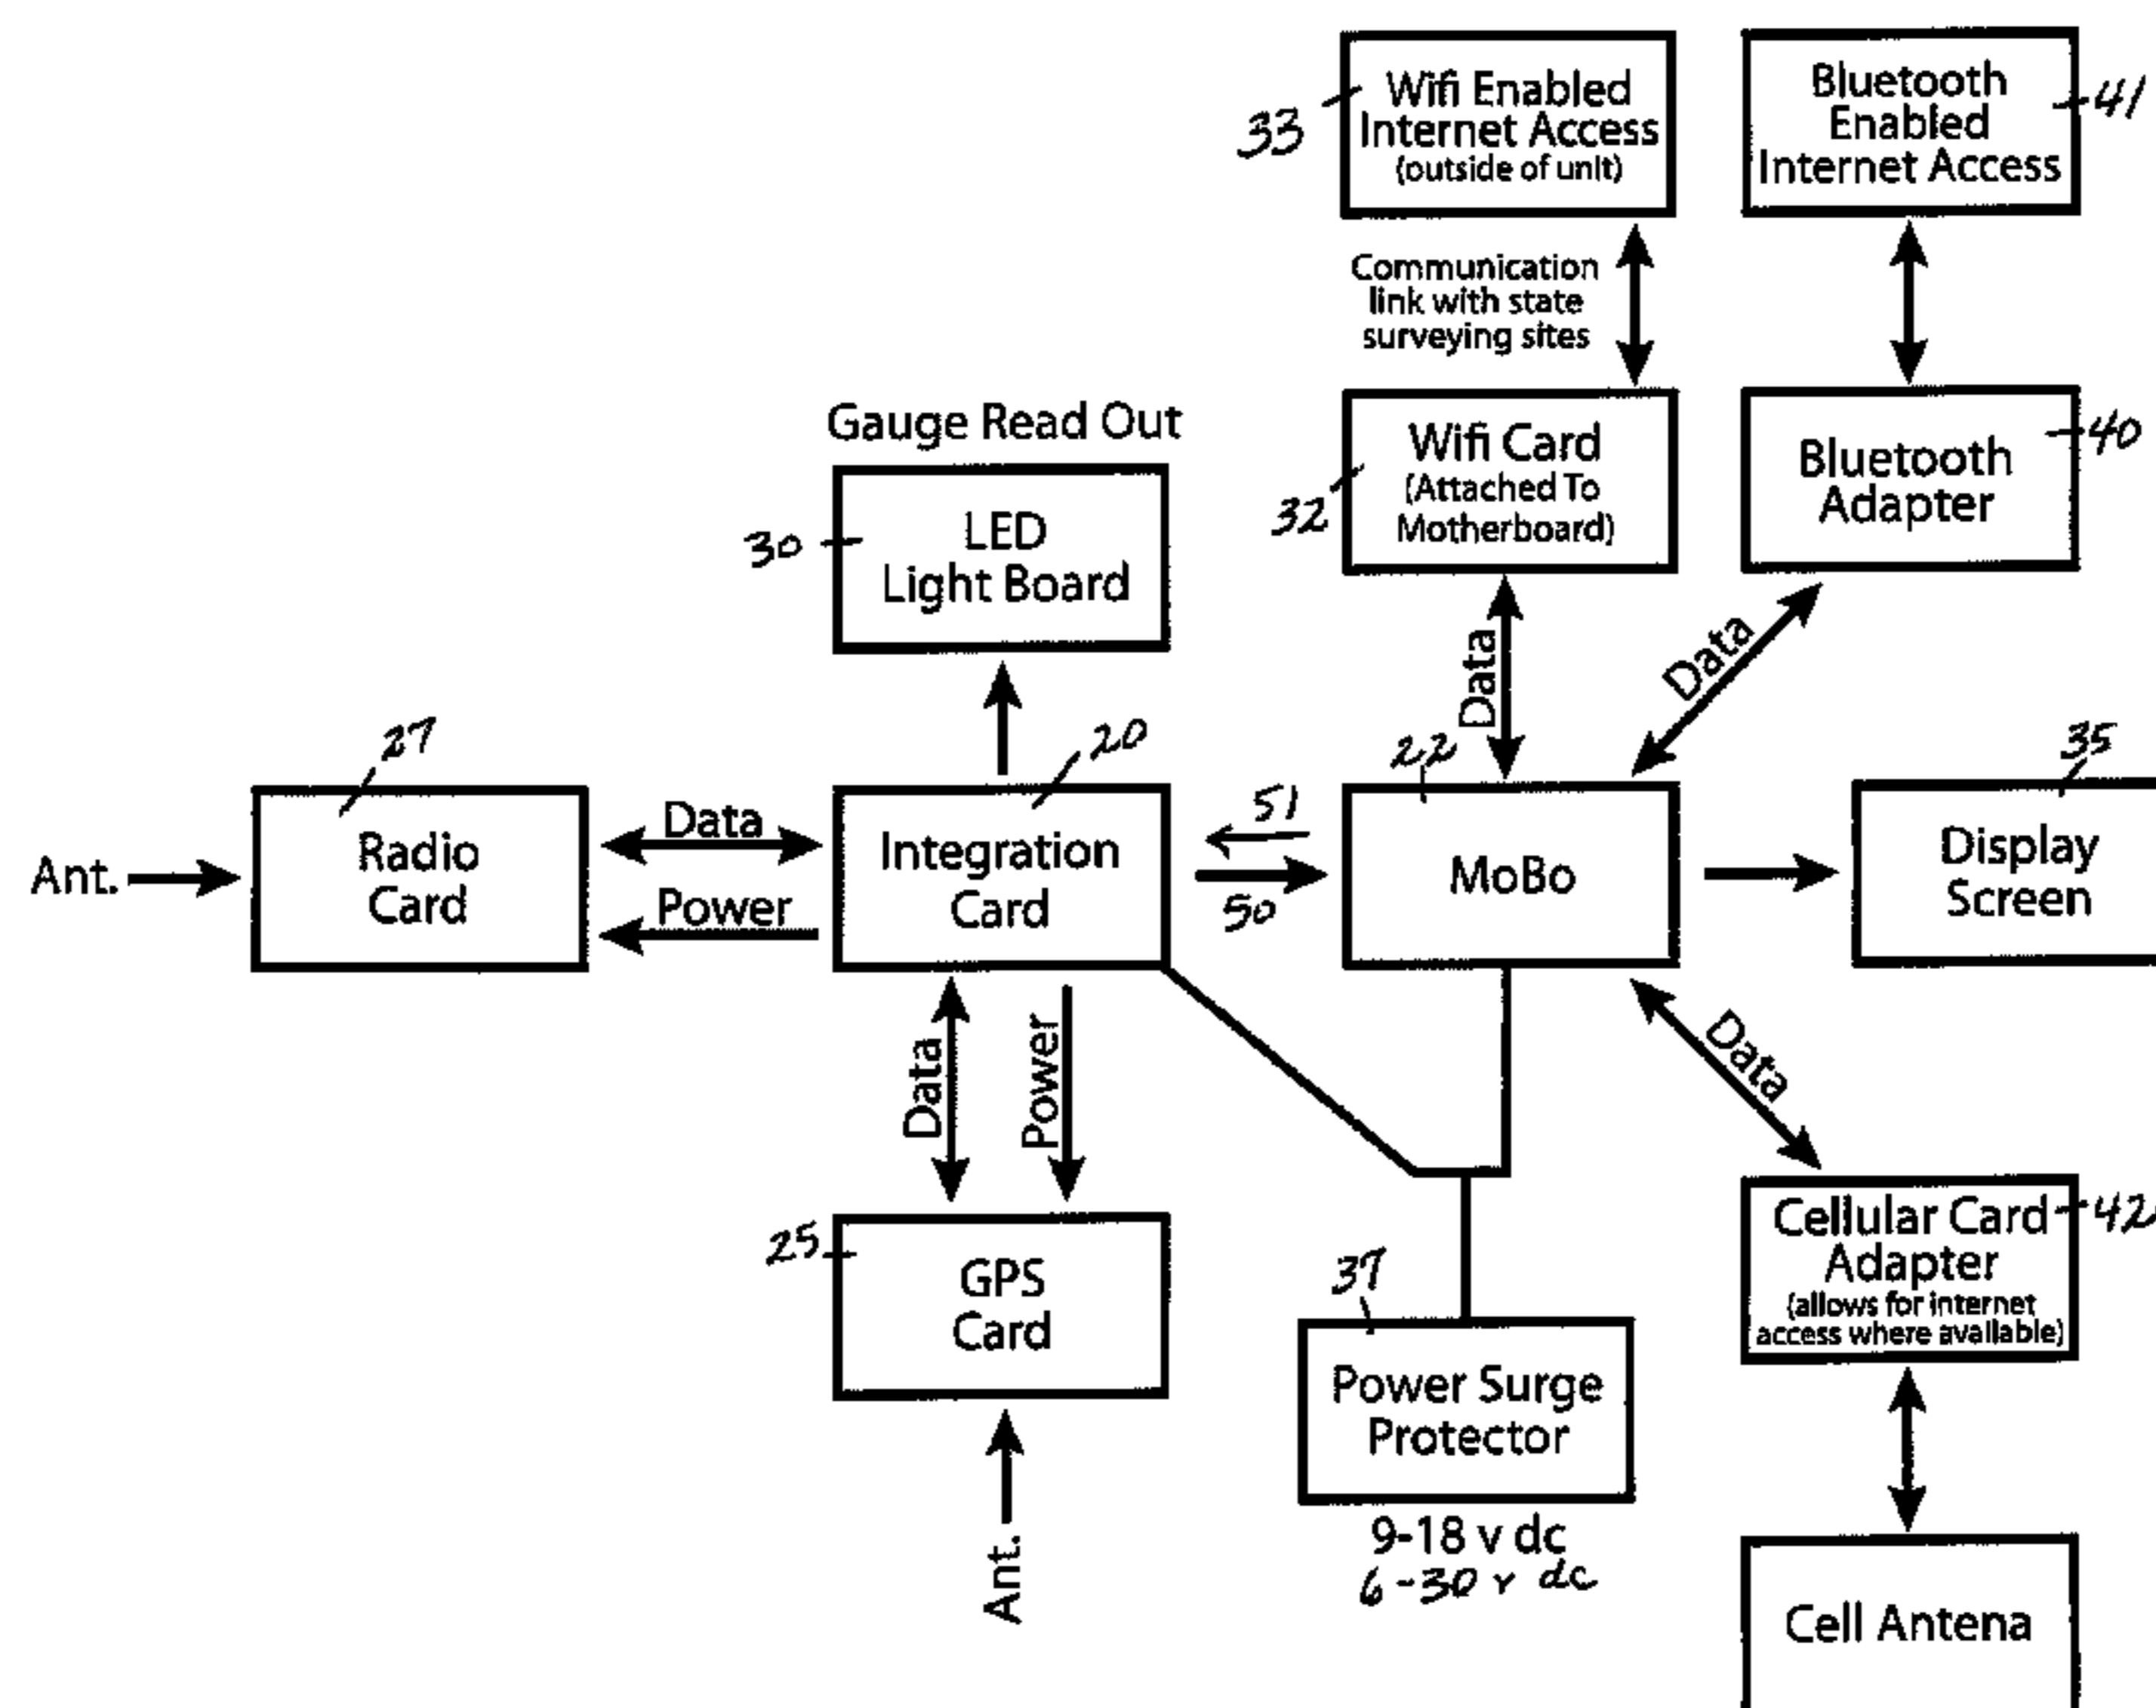 Wifi Enabled
Internet Access
(outside of unit)
33
Bluetooth
Enabled
Internet Access
41
Communication
link with state
surveying sites
Gauge Read Out
LED
Light Board
30
Wifi Card
(Attached To
Motherboard)
32
Bluetooth
Adapter
40
Data
Data
27
20
22
35
Ant.
Radio
Card
Data
Power
Integration
Card
51
50
MoBo
Display
Screen
Data
Power
Data
25
GPS
Card
Ant.
37
Power Surge
Protector
9-18 v dc
6-30 v dc
Cellular Card
Adapter
(allows for internet
access where available)
42
Cell Antena